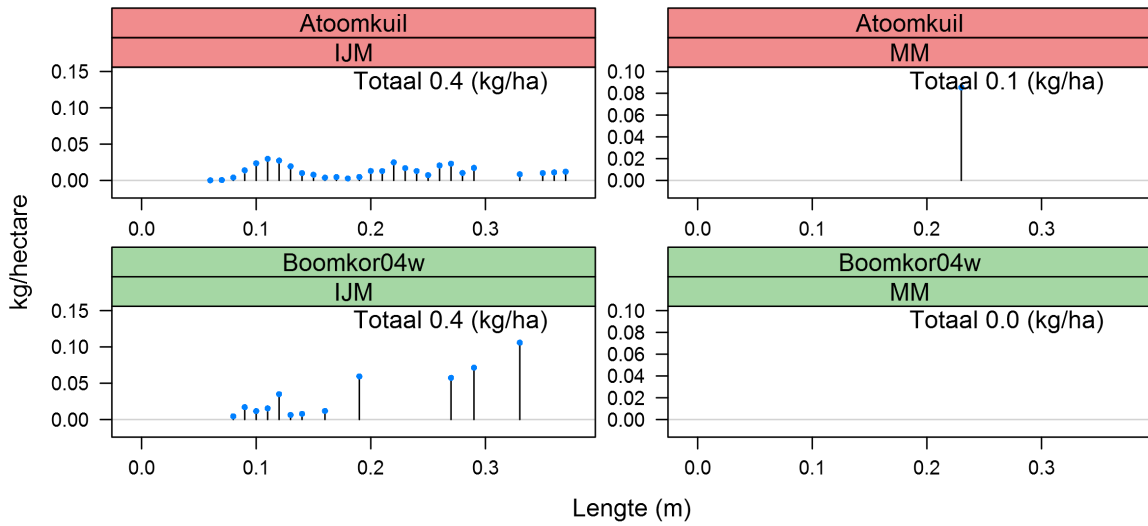 Atoomkuil
IJM
Totaal 0.4 (kg/ha)
0.15
0.10
0.05
0.00
0.0 0.1 0.2 0.3
Atoomkuil
MM
Totaal 0.1 (kg/ha)
0.10
0.08
0.06
0.04
0.02
0.00
0.0 0.1 0.2 0.3
Boomkor04w
IJM
Totaal 0.4 (kg/ha)
0.15
0.10
0.05
0.00
0.0 0.1 0.2 0.3
Boomkor04w
MM
Totaal 0.0 (kg/ha)
0.10
0.08
0.06
0.04
0.02
0.00
0.0 0.1 0.2 0.3
kg/hectare
Lengte (m)